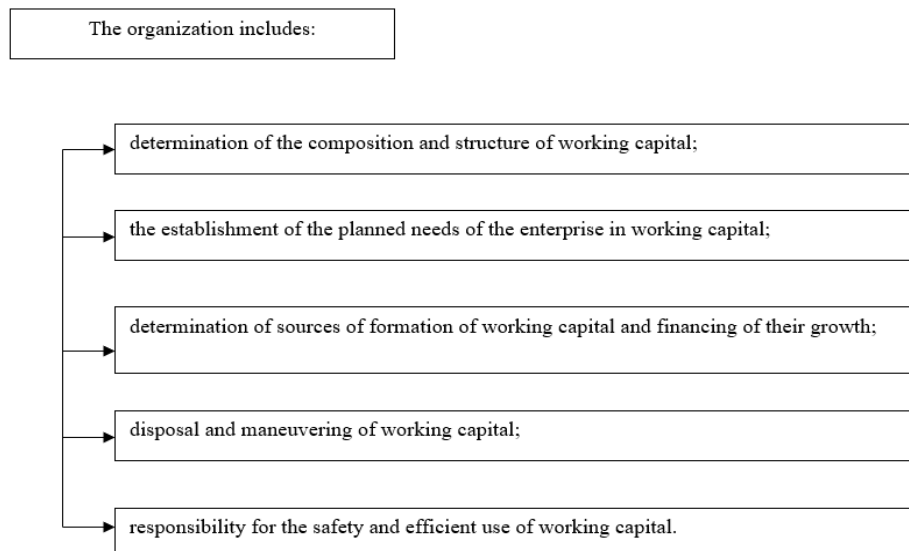 The organization includes:
determination of the composition and structure of working capital;
the establishment of the planned needs of the enterprise in working capital;
determination of sources of formation of working capital and financing of their growth;
disposal and maneuvering of working capital;
responsibility for the safety and efficient use of working capital.